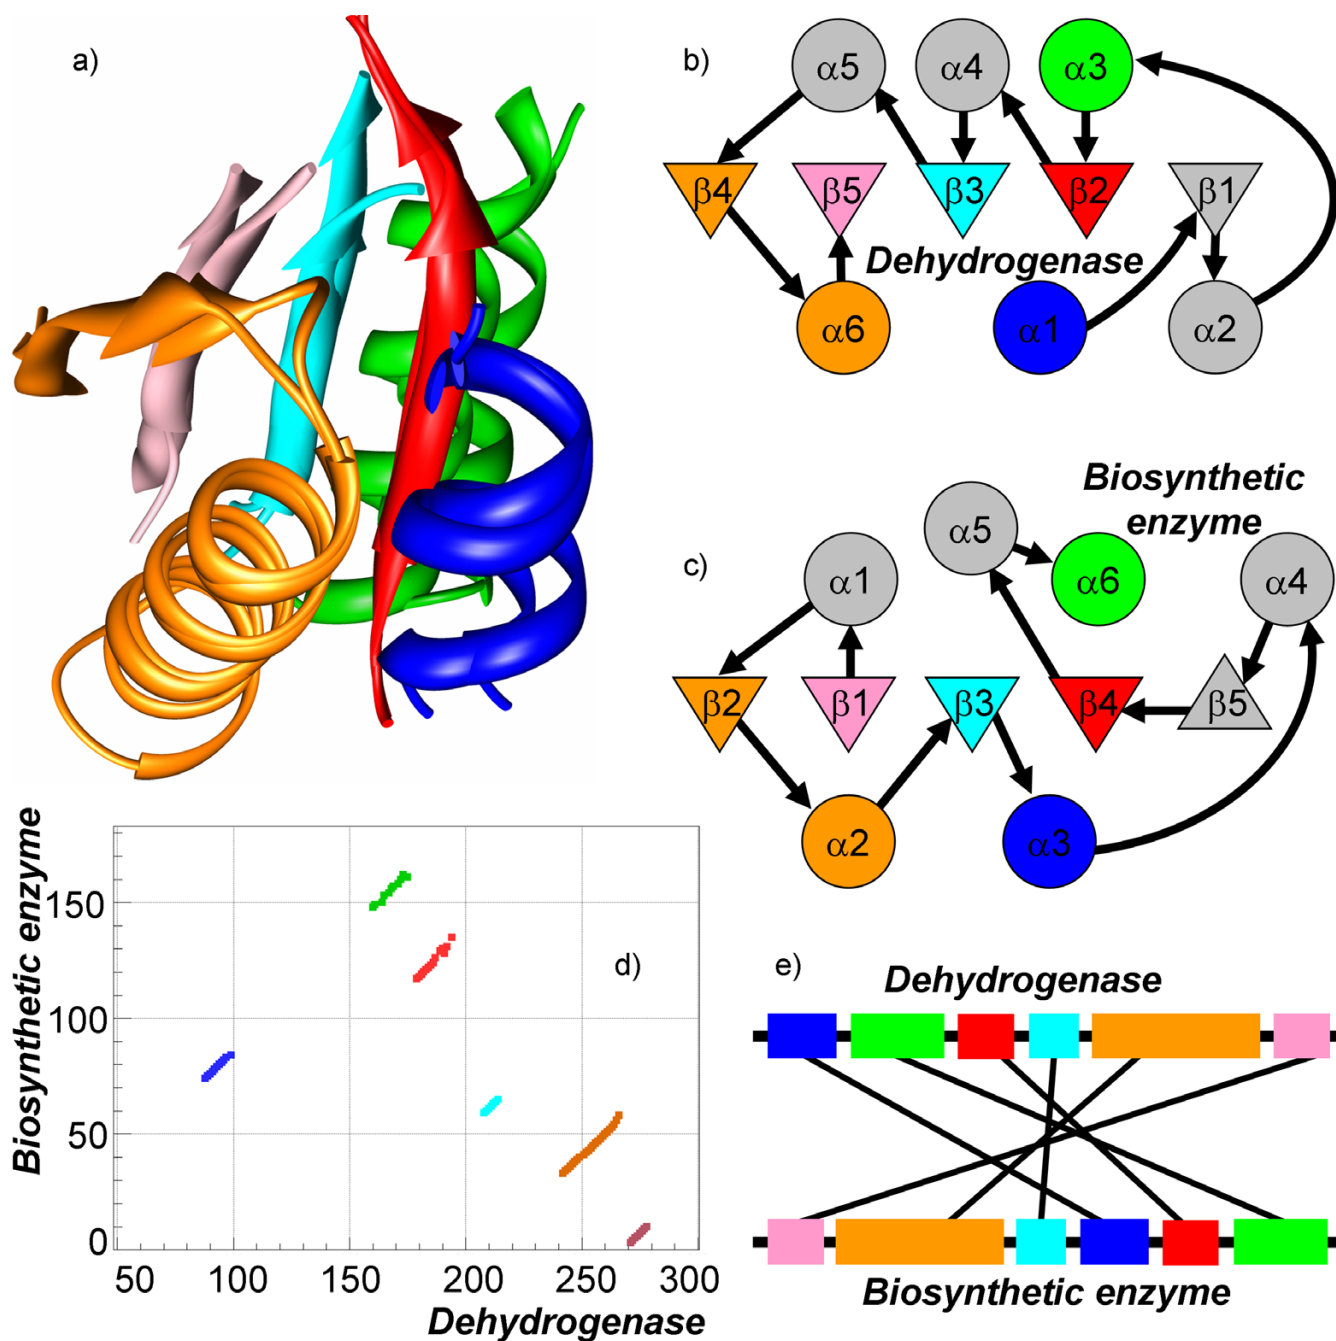 a)
b)
α5
α4
α3
β4
β5
β3
β2
β1
Dehydrogenase
α6
α1
α2
Biosynthetic
enzyme
c)
α5
α1
α6
α4
β2
β1
β3
β4
β5
α2
α3
Biosynthetic enzyme
150
100
50
0
d)
50
100
150
200
250
300
Dehydrogenase
e)
Dehydrogenase
Biosynthetic enzyme